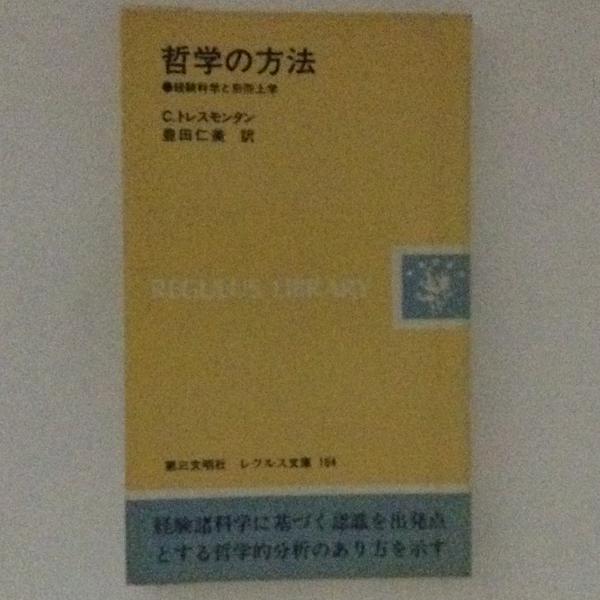 哲学の方法
●経験科学と形而上学
C.トレスモンタン
豊田仁美 訳
REGULUS LIBRARY
第三文明社 レグルス文庫 164
経験諸科学に基づく認識を出発点
とする哲学的分析のあり方を示す